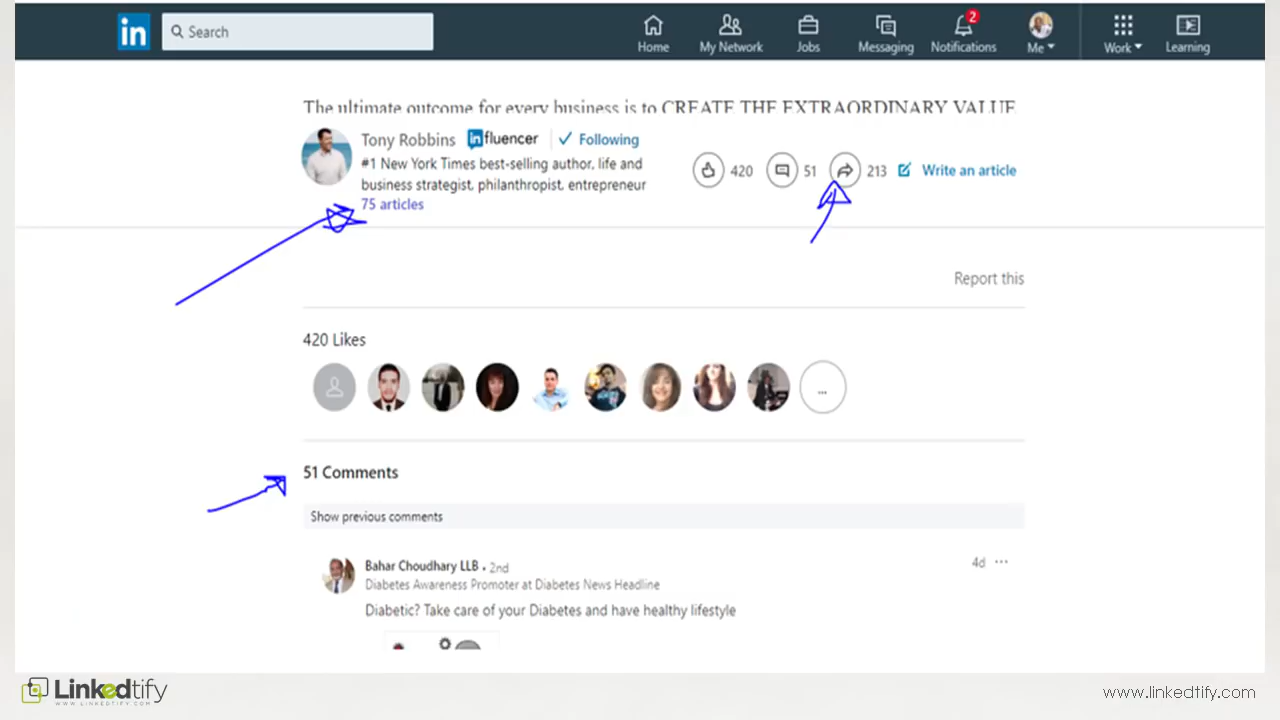 in Search
Home My Network Jobs Messaging 2 Notifications Me Work Learning
The ultimate outcome for every business is to CREATE THE EXTRAORDINARY VALUE
Tony Robbins influencer Following
#1 New York Times best-selling author, life and
business strategist, philanthropist, entrepreneur
75 articles
420 51 213 Write an article
Report this
420 Likes
...
51 Comments
Show previous comments
Bahar Choudhary LLB • 2nd 4d ...
Diabetes Awareness Promoter at Diabetes News Headline
Diabetic? Take care of your Diabetes and have healthy lifestyle
Linkedtify
WWW.LINKEDTIFY.COM
www.linkedtify.com